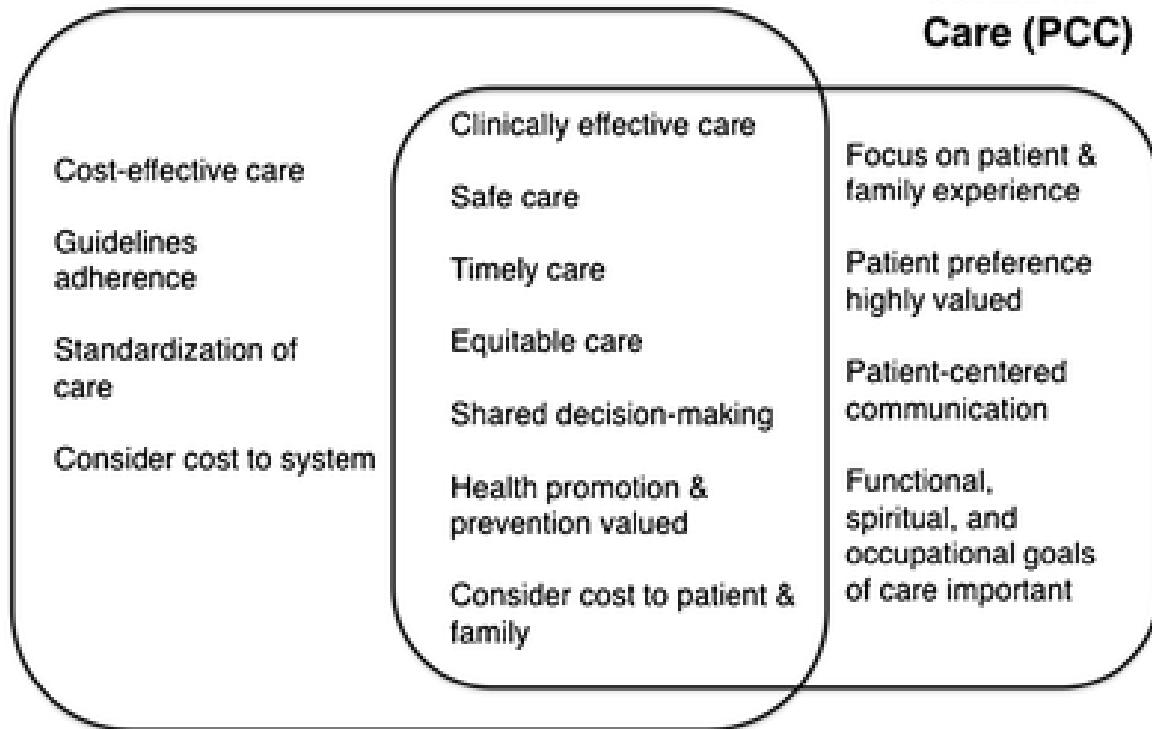 Care (PCC)
Cost-effective care
Guidelines
adherence
Standardization of
care
Consider cost to system
Clinically effective care
Safe care
Timely care
Equitable care
Shared decision-making
Health promotion &
prevention valued
Consider cost to patient &
family
Focus on patient &
family experience
Patient preference
highly valued
Patient-centered
communication
Functional,
spiritual, and
occupational goals
of care important